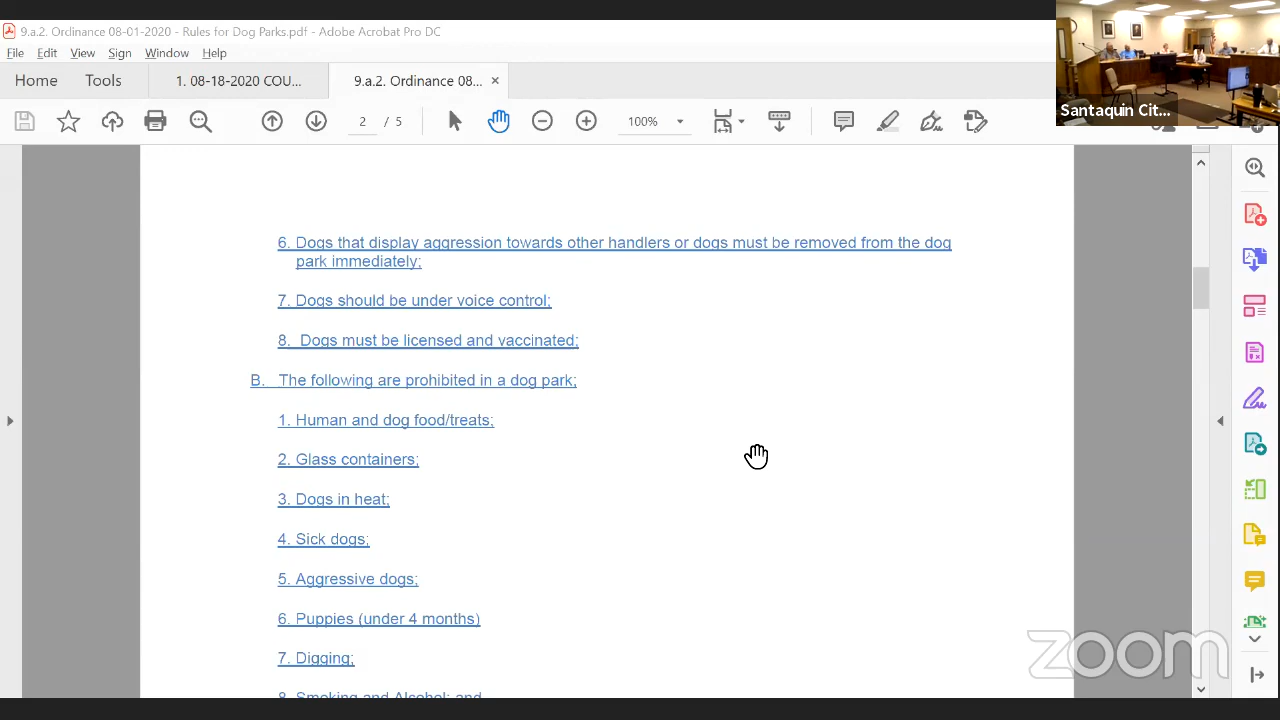 9.a.2. Ordinance 08-01-2020 - Rules for Dog Parks.pdf - Adobe Acrobat Pro DC
File Edit View Sign Window Help
Home Tools 1. 08-18-2020 COU... 9.a.2. Ordinance 08... ×
2 / 5 100%
Santaquin Cit...
6. Dogs that display aggression towards other handlers or dogs must be removed from the dog
park immediately;
7. Dogs should be under voice control;
8. Dogs must be licensed and vaccinated;
B. The following are prohibited in a dog park;
1. Human and dog food/treats;
2. Glass containers;
3. Dogs in heat;
4. Sick dogs;
5. Aggressive dogs;
6. Puppies (under 4 months)
7. Digging;
8. Smoking and Alcohol; and
zoom